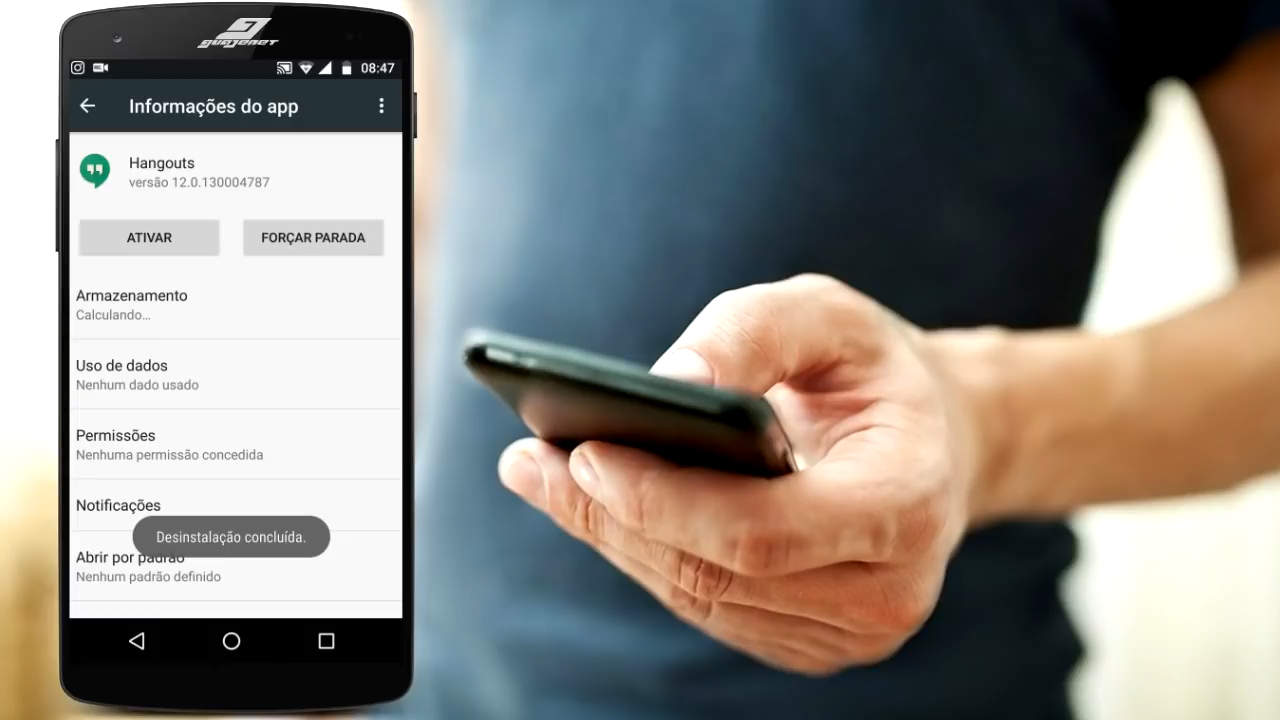 GUAJENET
08:47
Informações do app
Hangouts
versão 12.0.130004787
ATIVAR
FORÇAR PARADA
Armazenamento
Calculando...
Uso de dados
Nenhum dado usado
Permissões
Nenhuma permissão concedida
Notificações
Desinstalação concluída.
Abrir por padrão
Nenhum padrão definido